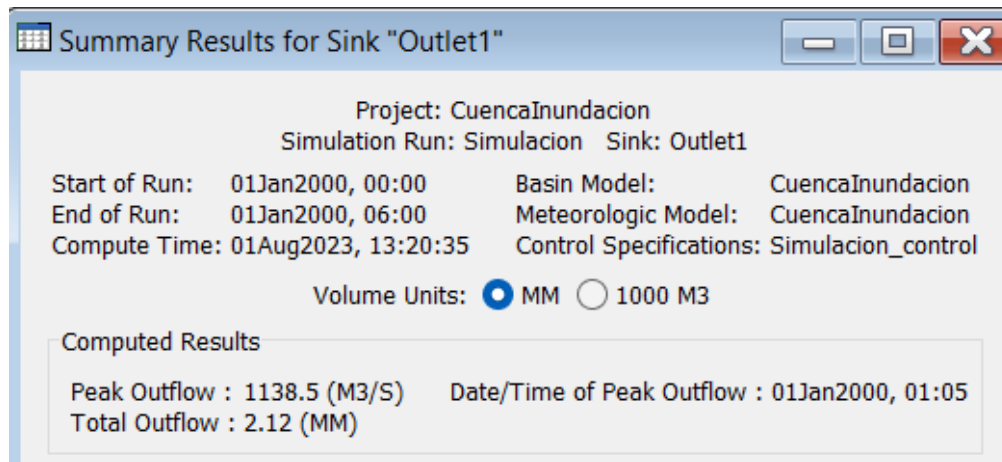 Summary Results for Sink "Outlet1"
Project: CuencaInundacion
Simulation Run: Simulacion Sink: Outlet1
Start of Run: 01Jan2000, 00:00 Basin Model: CuencaInundacion
End of Run: 01Jan2000, 06:00 Meteorologic Model: CuencaInundacion
Compute Time: 01Aug2023, 13:20:35 Control Specifications: Simulacion_control
Volume Units: MM 1000 M3
Computed Results
Peak Outflow : 1138.5 (M3/S) Date/Time of Peak Outflow : 01Jan2000, 01:05
Total Outflow : 2.12 (MM)